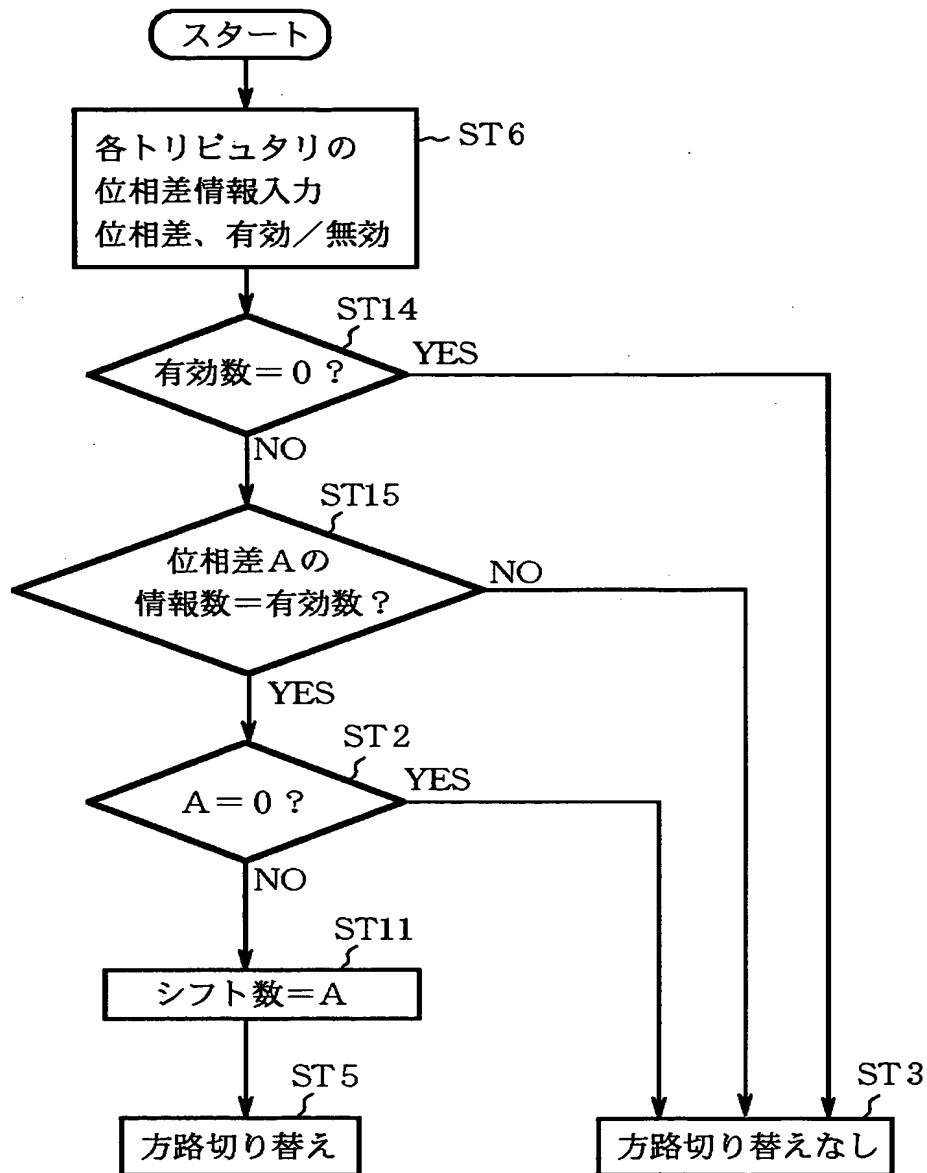 スタート
ST6
各トリビュタリの
位相差情報入力
位相差、有効／無効
ST14
有効数＝0？
YES
NO
ST15
位相差Aの
情報数＝有効数？
NO
YES
ST2
A＝0？
YES
NO
ST11
シフト数＝A
ST5
方路切り替え
ST3
方路切り替えなし